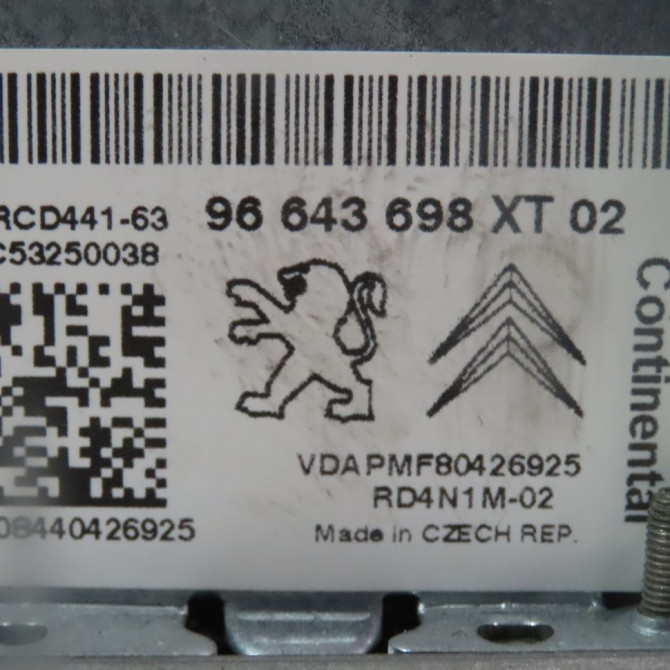 RCD441-63 96 643 698 XT 02
C53250038
Continental
VDAPMF80426925
RD4N1M-02
08440426925
Made in CZECH REP.